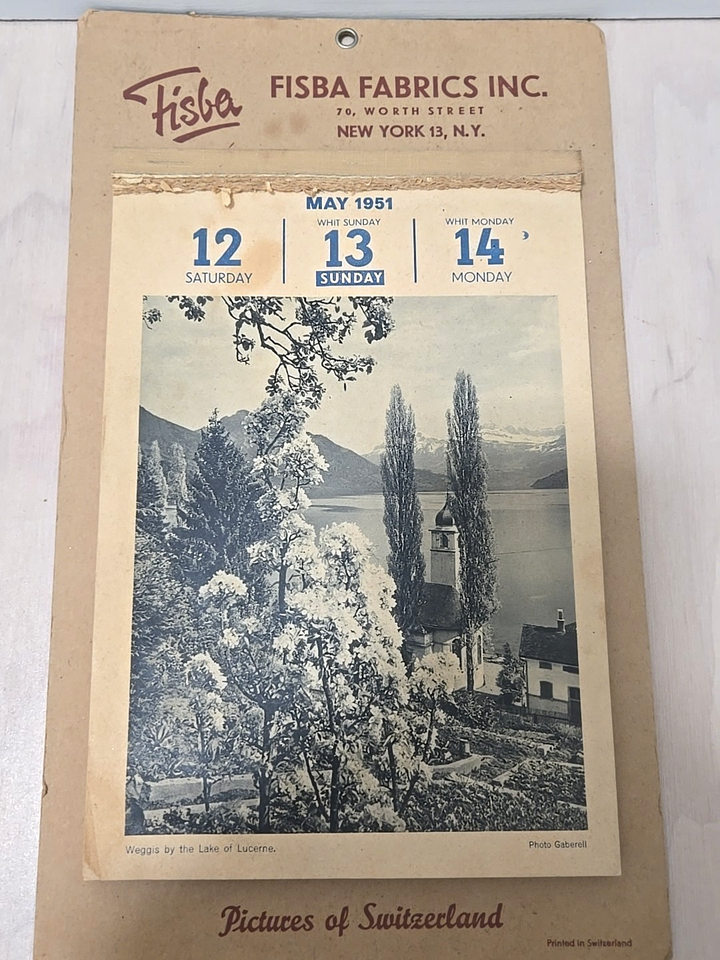 Fisba
FISBA FABRICS INC.
70, WORTH STREET
NEW YORK 13, N.Y.
MAY 1951
12
SATURDAY
WHIT SUNDAY
13
SUNDAY
WHIT MONDAY
14
MONDAY
Weggis by the Lake of Lucerne.
Photo Gaberell
Pictures of Switzerland
Printed in Switzerland